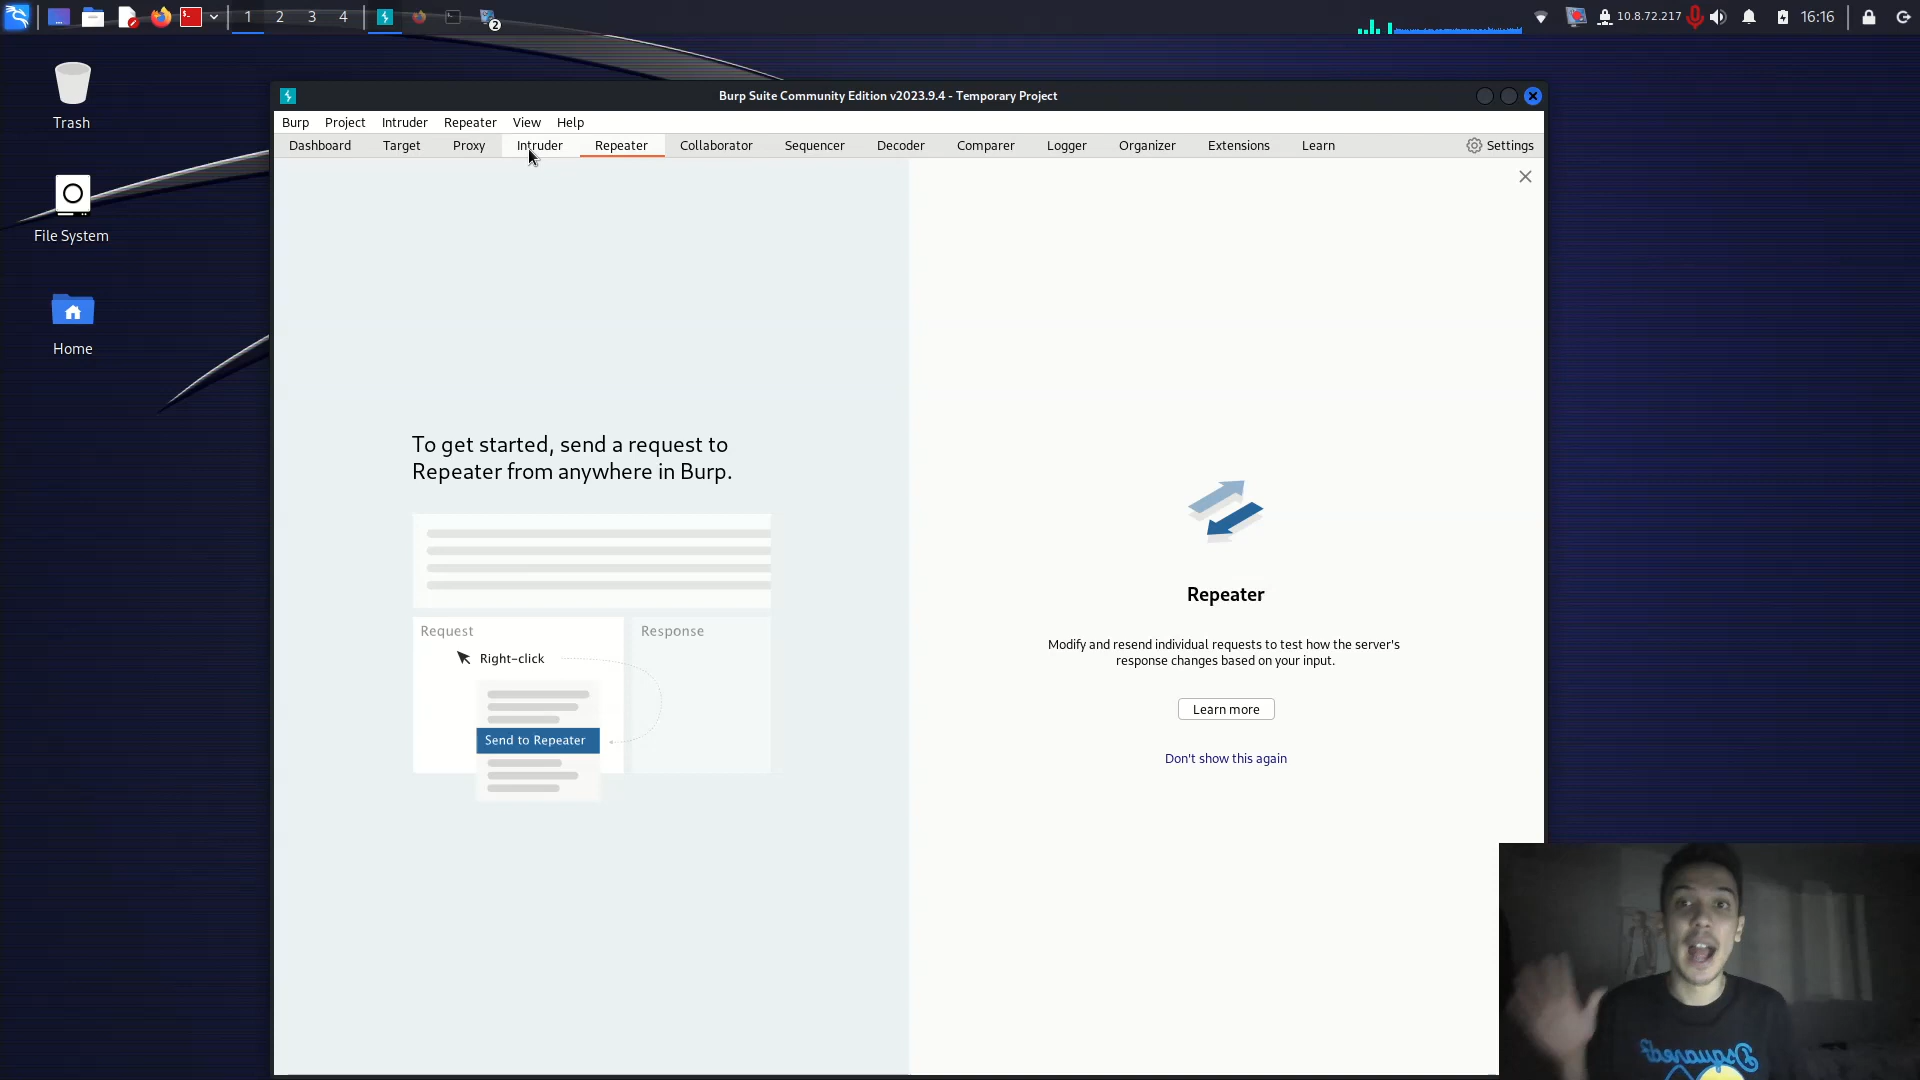 1 2 3 4
2
10.8.72.217
16:16
Trash
File System
Home
Burp Suite Community Edition v2023.9.4 - Temporary Project
Burp Project Intruder Repeater View Help
Dashboard Target Proxy Intruder Repeater Collaborator Sequencer Decoder Comparer Logger Organizer Extensions Learn Settings
To get started, send a request to
Repeater from anywhere in Burp.
Request
Response
Right-click
Send to Repeater
Repeater
Modify and resend individual requests to test how the server's
response changes based on your input.
Learn more
Don't show this again
Dsquared2